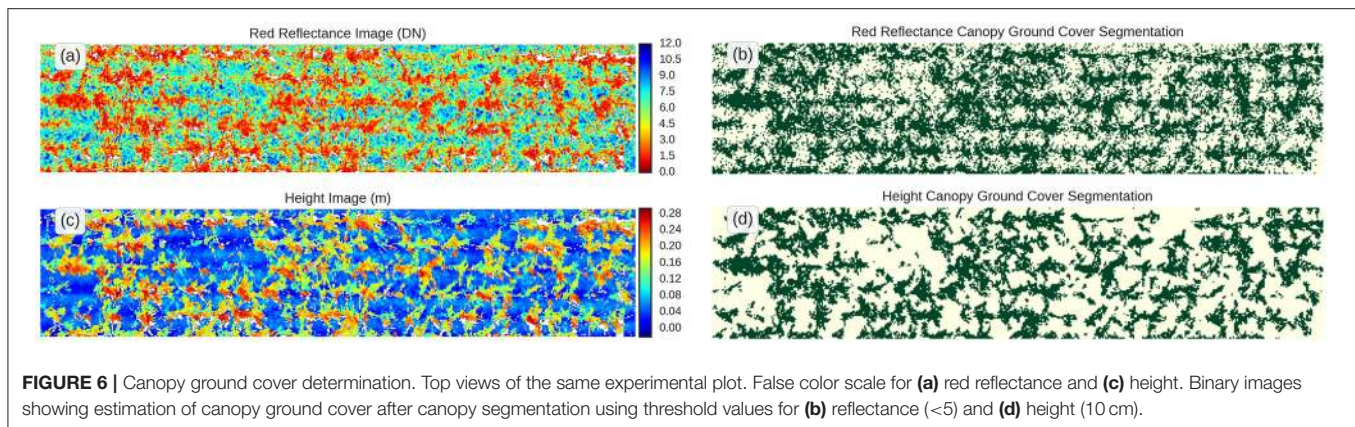 Red Reflectance Image (DN)
(a)
12.0
10.5
9.0
7.5
6.0
4.5
3.0
1.5
0.0
Red Reflectance Canopy Ground Cover Segmentation
(b)
Height Image (m)
(c)
0.28
0.24
0.20
0.16
0.12
0.08
0.04
0.00
Height Canopy Ground Cover Segmentation
(d)
FIGURE 6 | Canopy ground cover determination. Top views of the same experimental plot. False color scale for (a) red reflectance and (c) height. Binary images
showing estimation of canopy ground cover after canopy segmentation using threshold values for (b) reflectance (<5) and (d) height (10 cm).